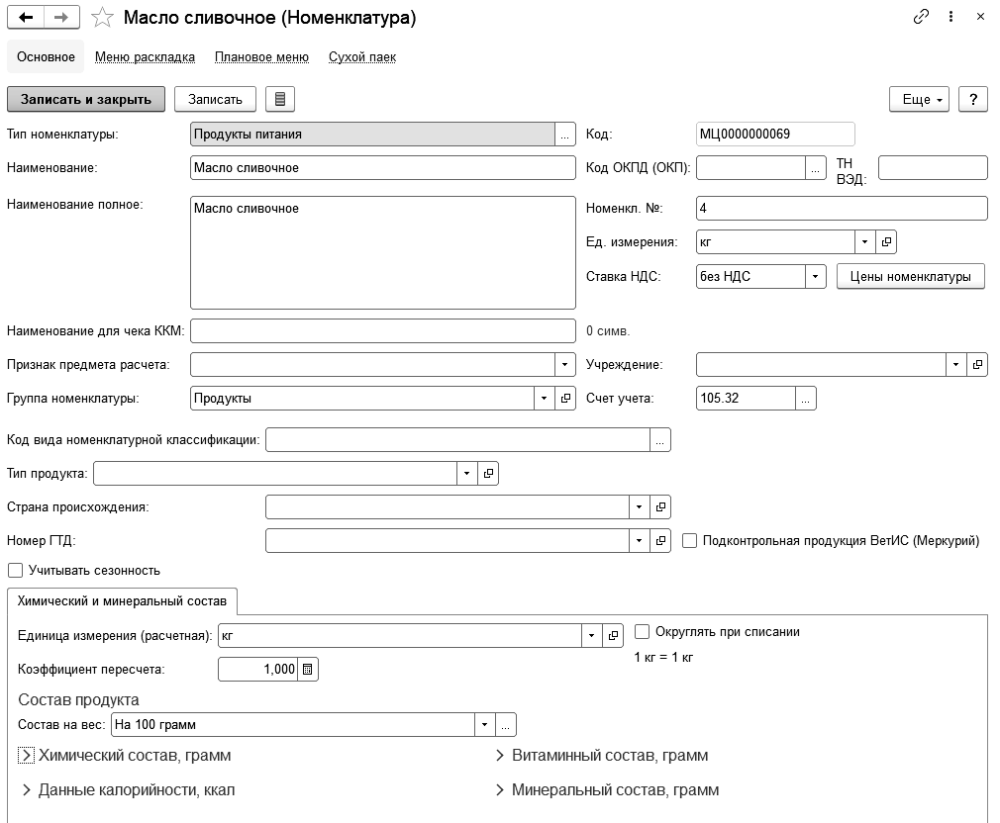 Масло сливочное (Номенклатура)
Основное Меню раскладка Плановое меню Сухой паек
Записать и закрыть Записать Еще ?
Тип номенклатуры: Продукты питания ... Код: МЦ0000000069
Наименование: Масло сливочное Код ОКПД (ОКП): ... ТН ВЭД:
Наименование полное: Масло сливочное Номенкл. №: 4
Ед. измерения: кг
Ставка НДС: без НДС Цены номенклатуры
Наименование для чека ККМ: 0 симв.
Признак предмета расчета: Учреждение:
Группа номенклатуры: Продукты Счет учета: 105.32 ...
Код вида номенклатурной классификации: ...
Тип продукта:
Страна происхождения:
Номер ГТД: Подконтрольная продукция ВетИС (Меркурий)
Учитывать сезонность
Химический и минеральный состав
Единица измерения (расчетная): кг Округлять при списании
1 кг = 1 кг
Коэффициент пересчета: 1,000
Состав продукта
Состав на вес: На 100 грамм ...
Химический состав, грамм Витаминный состав, грамм
Данные калорийности, ккал Минеральный состав, грамм